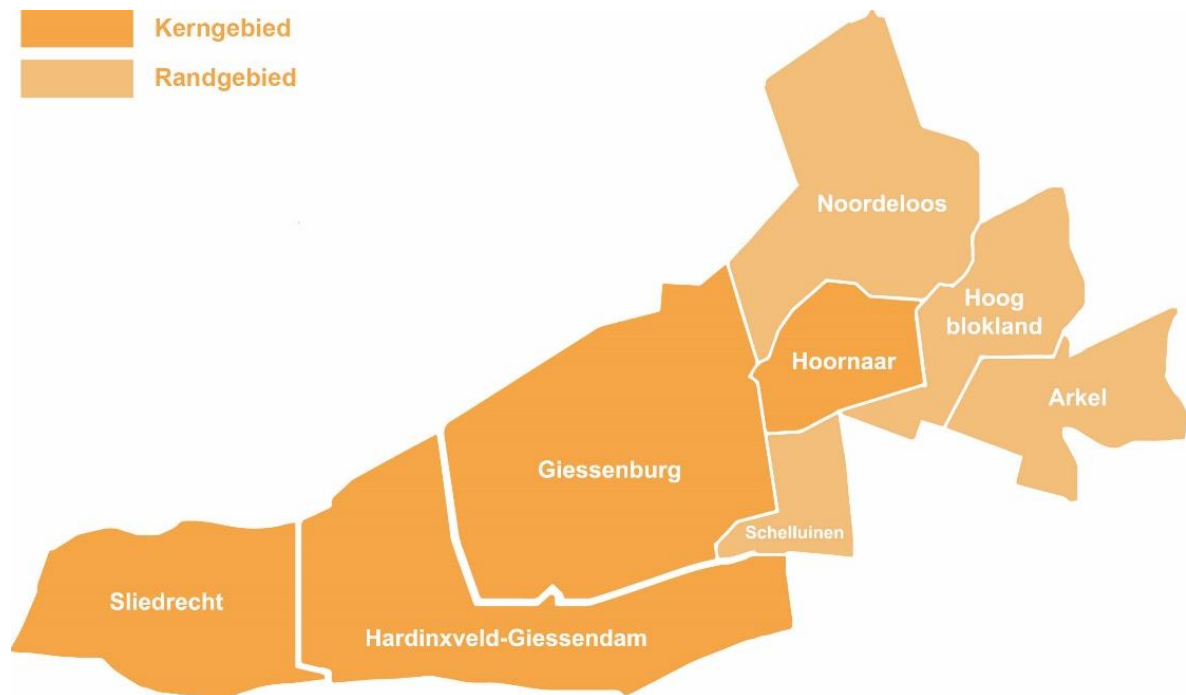 Kerngebied
Randgebied
Noordeloos
Hoog
blokland
Hoornaar
Arkel
Giessenburg
Schelluinen
Sliedrecht
Hardinxveld-Giessendam